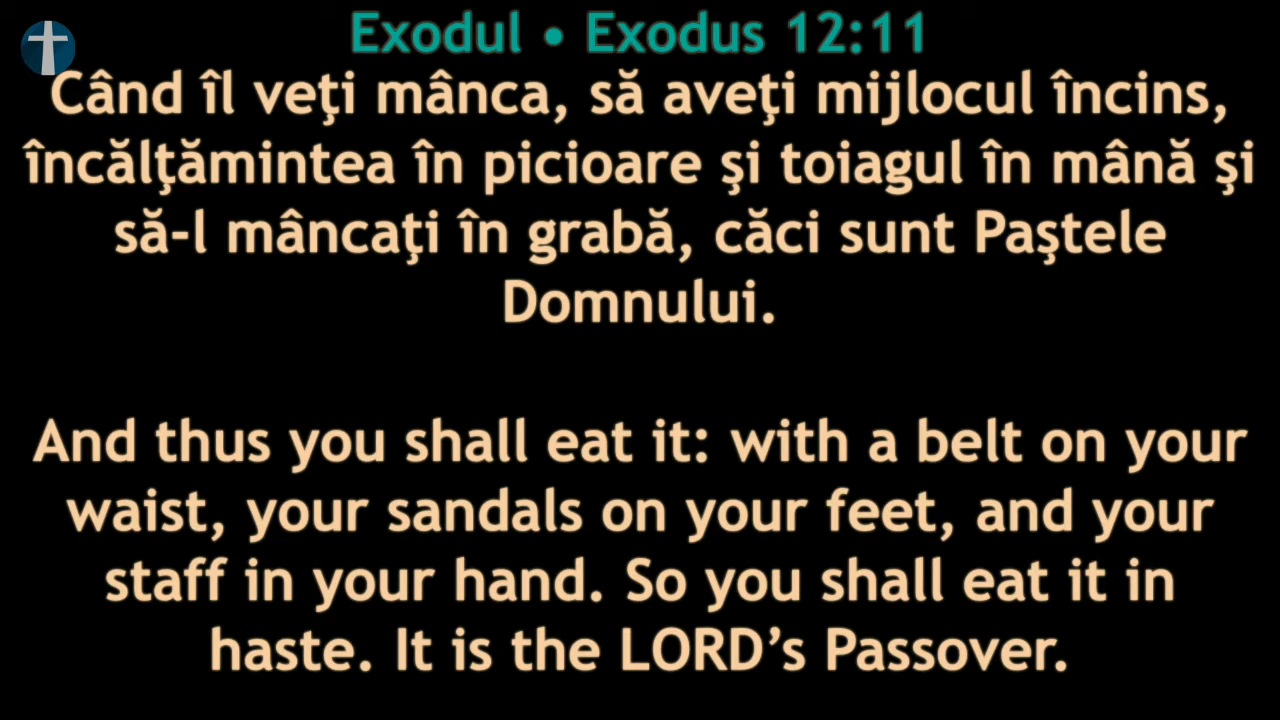 Exodul • Exodus 12:11
Când îl veţi mânca, să aveţi mijlocul încins,
încălţămintea în picioare şi toiagul în mână şi
să-l mâncaţi în grabă, căci sunt Paştele
Domnului.
And thus you shall eat it: with a belt on your
waist, your sandals on your feet, and your
staff in your hand. So you shall eat it in
haste. It is the LORD’s Passover.